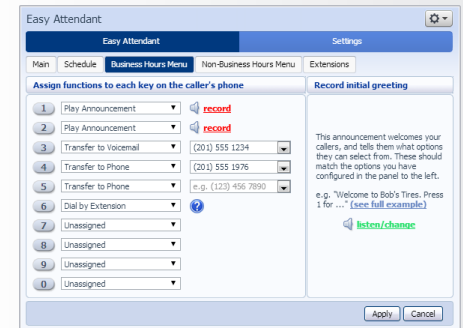 Easy Attendant
Easy Attendant Settings
Main Schedule Business Hours Menu Non-Business Hours Menu Extensions
Assign functions to each key on the caller's phone
1 Play Announcement record
2 Play Announcement record
3 Transfer to Voicemail (201) 555 1234
4 Transfer to Phone (201) 555 1976
5 Transfer to Phone e.g. (123) 456 7890
6 Dial by Extension ?
7 Unassigned
8 Unassigned
9 Unassigned
0 Unassigned
Record initial greeting
This announcement welcomes your
callers, and tells them what options
they can select from. These should
match the options you have
configured in the panel to the left.
e.g. "Welcome to Bob's Tires. Press
1 for ..." (see full example)
listen/change
Apply Cancel